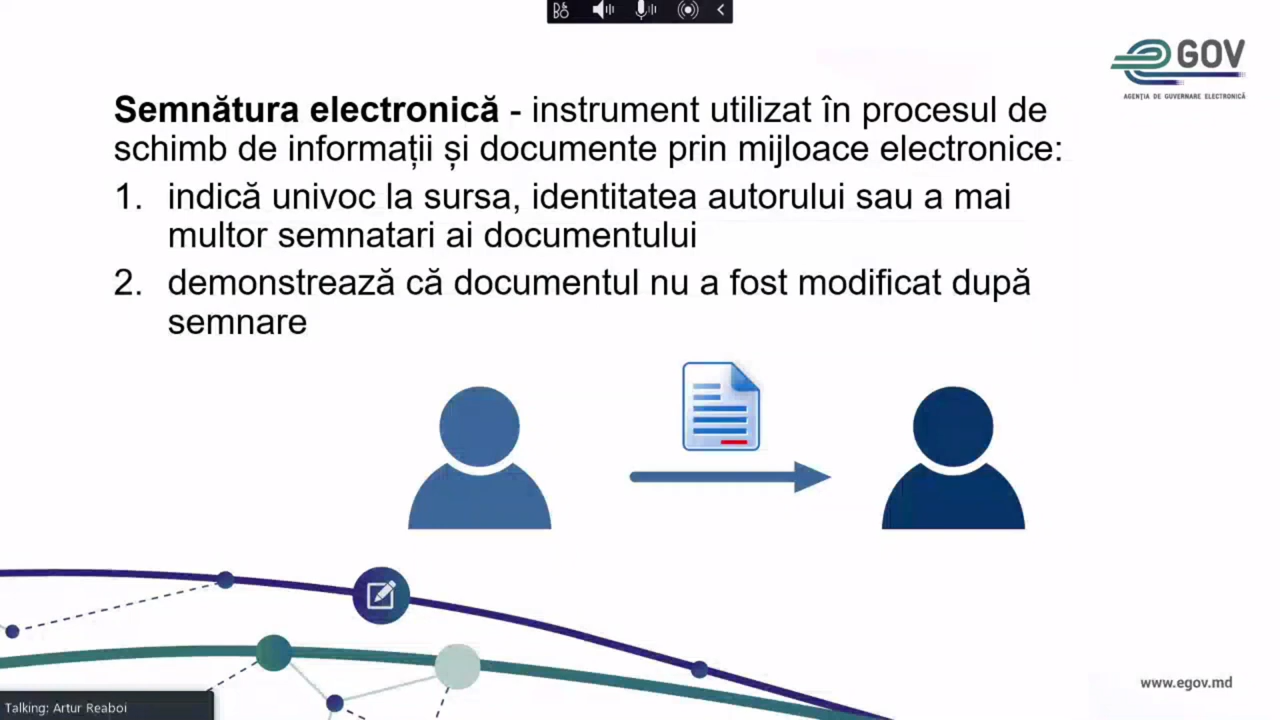 GOV
AGENȚIA DE GUVERNARE ELECTRONICĂ
Semnătura electronică - instrument utilizat în procesul de
schimb de informații și documente prin mijloace electronice:
1. indică univoc la sursa, identitatea autorului sau a mai
multor semnatari ai documentului
2. demonstrează că documentul nu a fost modificat după
semnare
www.egov.md
Talking: Artur Reaboi